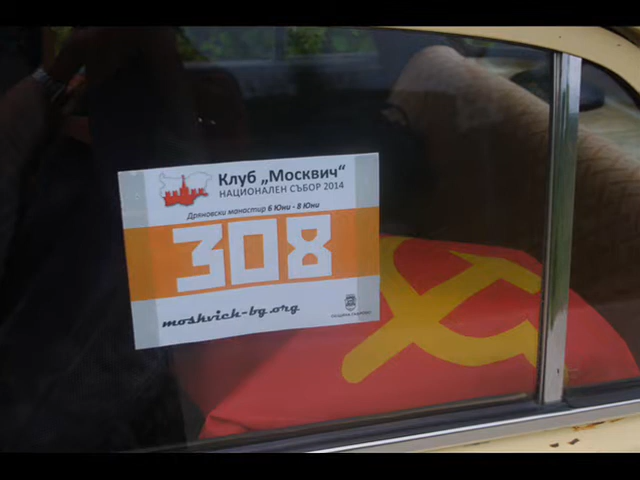 Клуб „Москвич“
НАЦИОНАЛЕН СЪБОР 2014
Дряновски манастир 6 Юни - 8 Юни
308
moskvich-bg.org